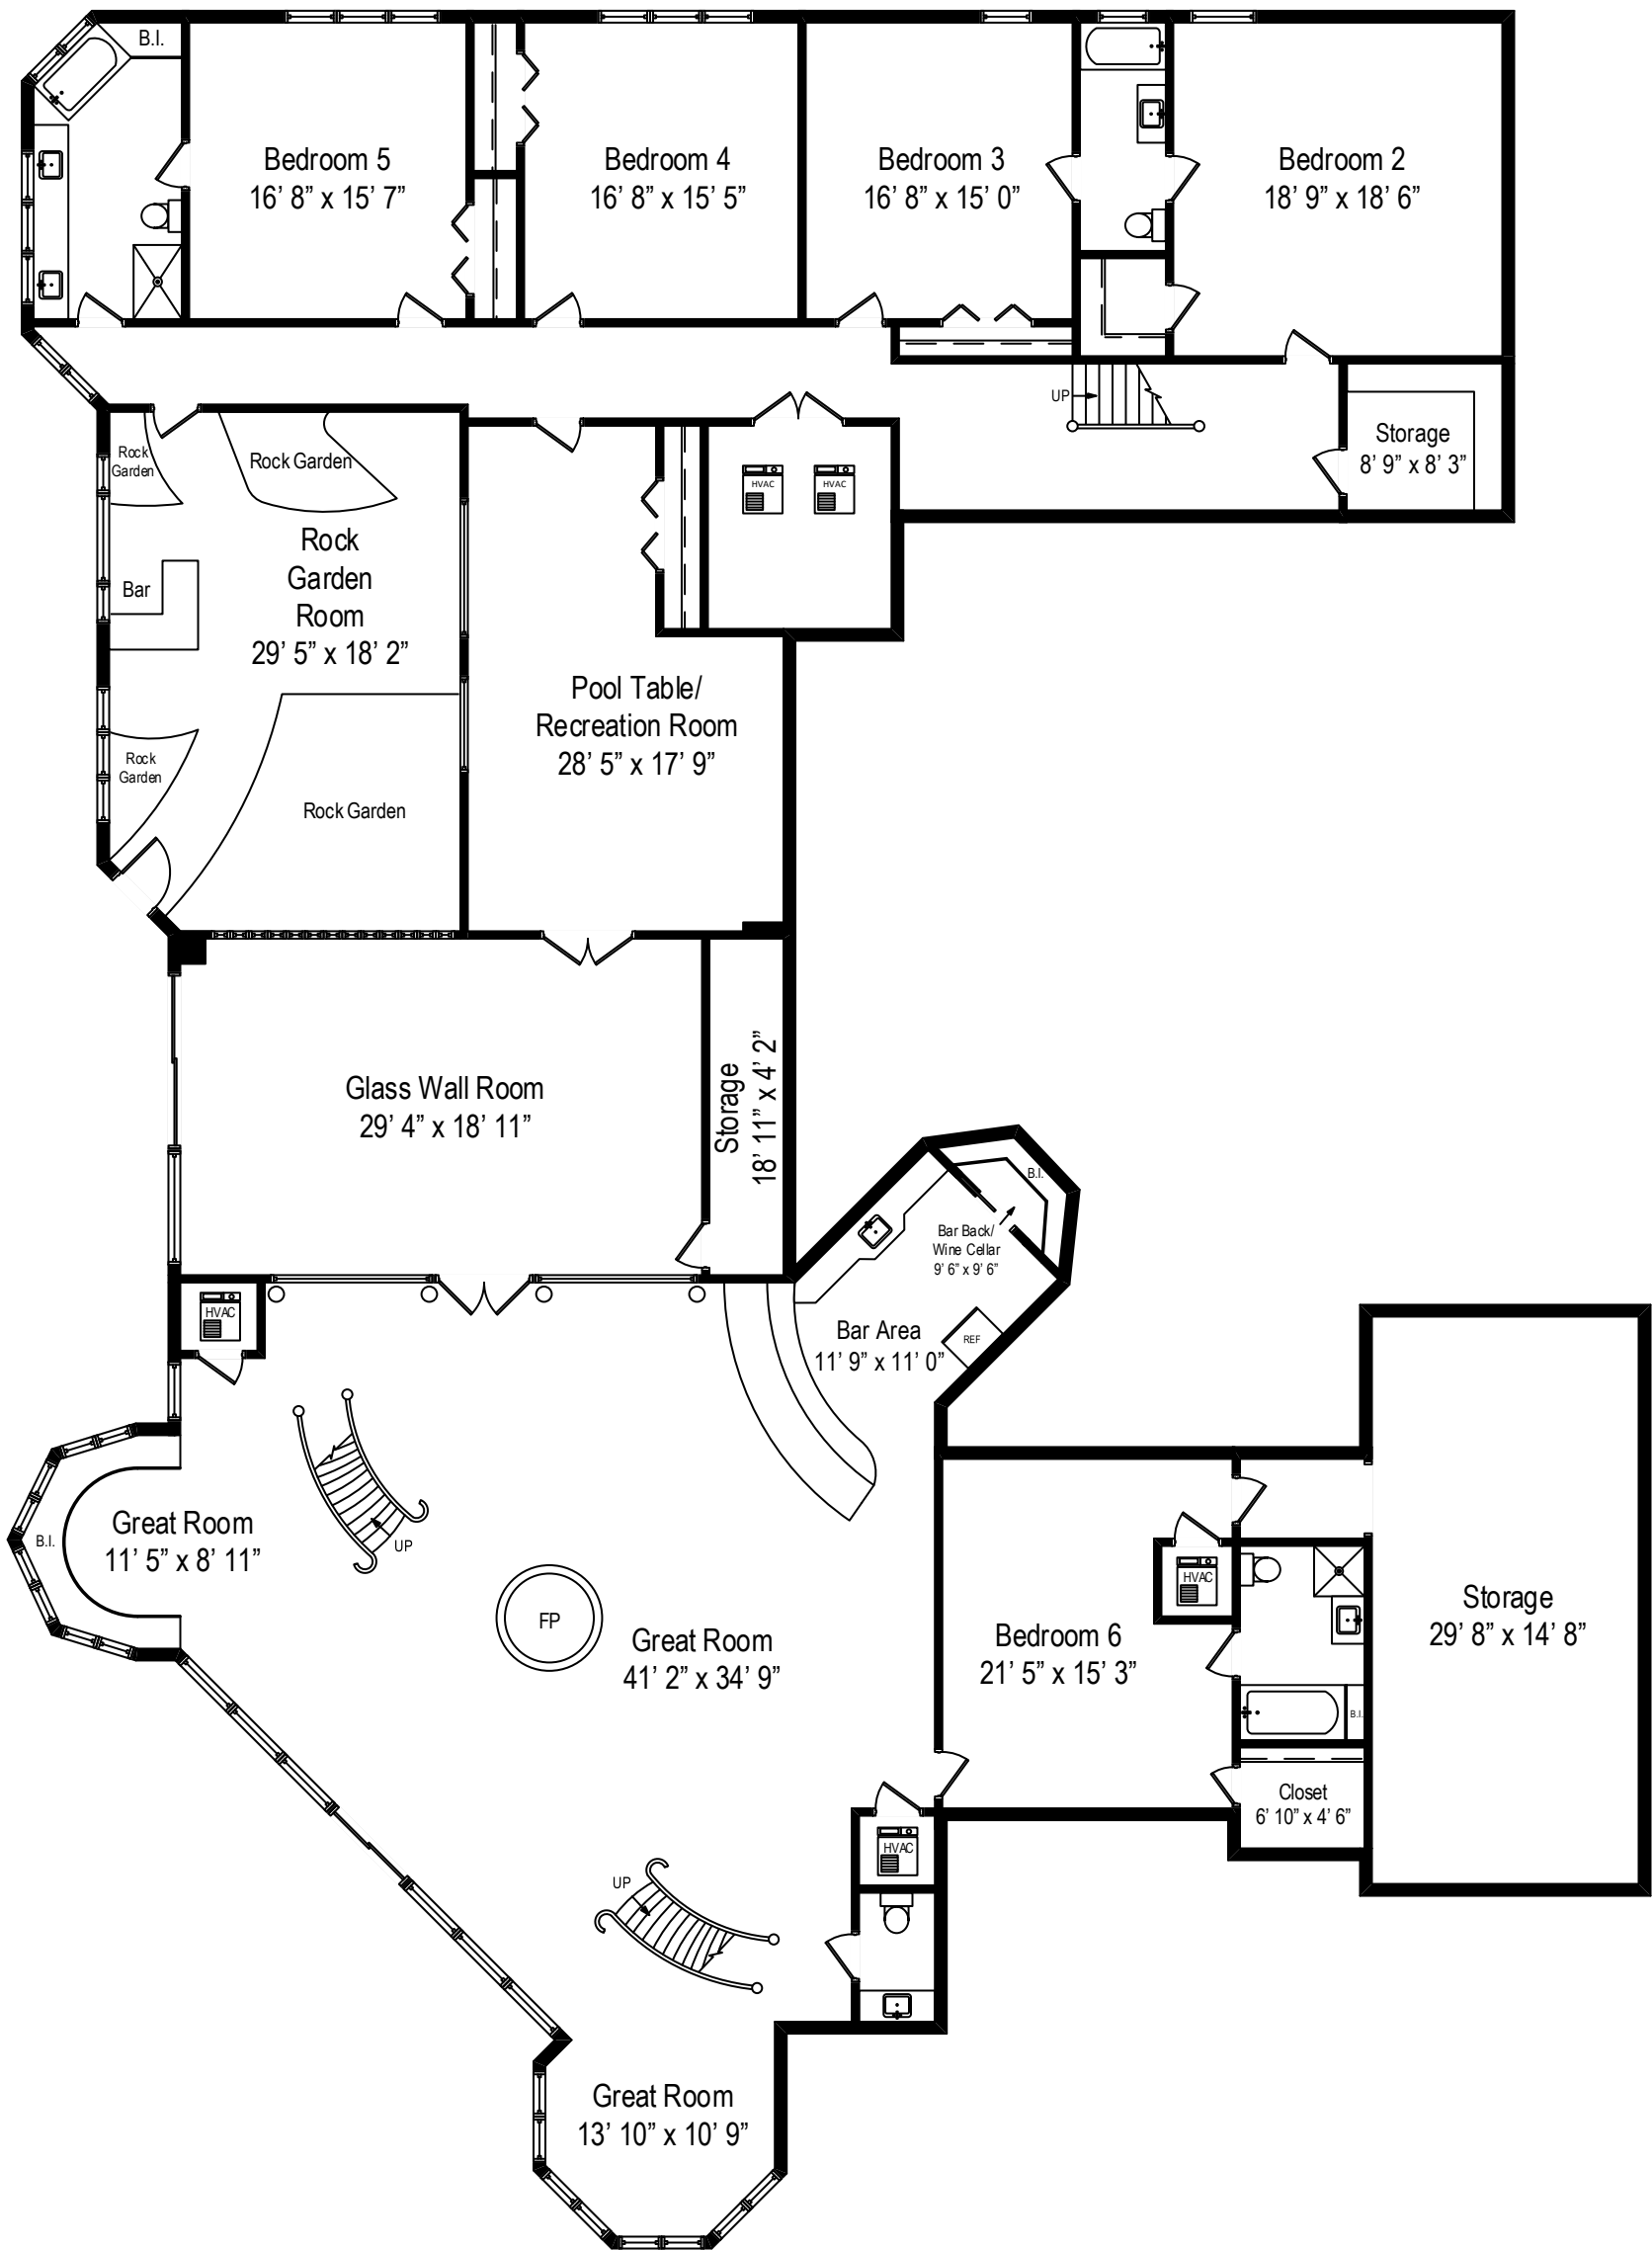 B.I.
Bedroom 5
16’ 8” x 15’ 7”
Bedroom 4
16’ 8” x 15’ 5”
Bedroom 3
16’ 8” x 15’ 0”
Bedroom 2
18’ 9” x 18’ 6”
UP
Storage
8’ 9” x 8’ 3”
Rock
Garden
Rock Garden
HVAC
HVAC
Rock
Garden
Room
29’ 5” x 18’ 2”
Bar
Pool Table/
Recreation Room
28’ 5” x 17’ 9”
Rock
Garden
Rock Garden
Glass Wall Room
29’ 4” x 18’ 11”
Storage
18’ 11” x 4’ 2”
B.I.
Bar Back/
Wine Cellar
9’ 6” x 9’ 6”
HVAC
Bar Area
11’ 9” x 11’ 0”
REF
Great Room
11’ 5” x 8’ 11”
B.I.
UP
FP
Great Room
41’ 2” x 34’ 9”
HVAC
Bedroom 6
21’ 5” x 15’ 3”
Storage
29’ 8” x 14’ 8”
B.I.
Closet
6’ 10” x 4’ 6”
HVAC
UP
Great Room
13’ 10” x 10’ 9”